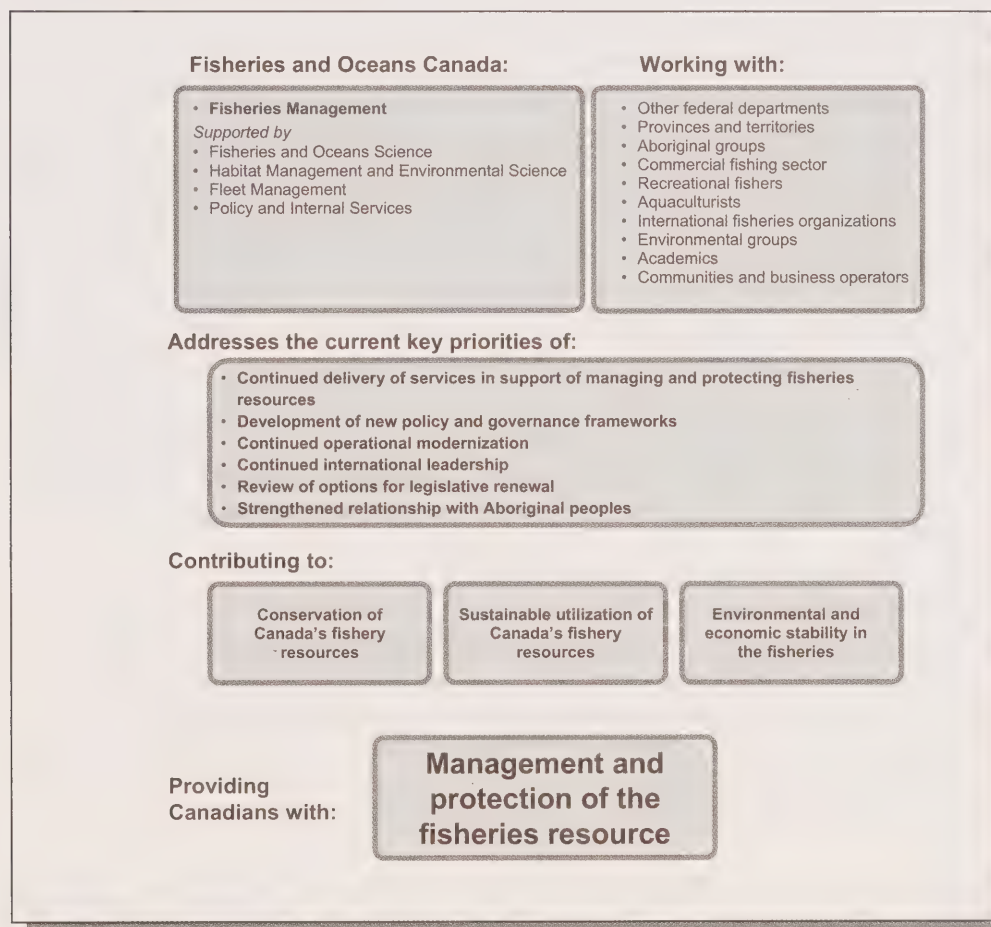 Fisheries and Oceans Canada:
• Fisheries Management
Supported by
• Fisheries and Oceans Science
• Habitat Management and Environmental Science
• Fleet Management
• Policy and Internal Services
Working with:
• Other federal departments
• Provinces and territories
• Aboriginal groups
• Commercial fishing sector
• Recreational fishers
• Aquaculturists
• International fisheries organizations
• Environmental groups
• Academics
• Communities and business operators
Addresses the current key priorities of:
• Continued delivery of services in support of managing and protecting fisheries
resources
• Development of new policy and governance frameworks
• Continued operational modernization
• Continued international leadership
• Review of options for legislative renewal
• Strengthened relationship with Aboriginal peoples
Contributing to:
Conservation of
Canada's fishery
resources
Sustainable utilization of
Canada's fishery
resources
Environmental and
economic stability in
the fisheries
Providing
Canadians with:
Management and
protection of the
fisheries resource